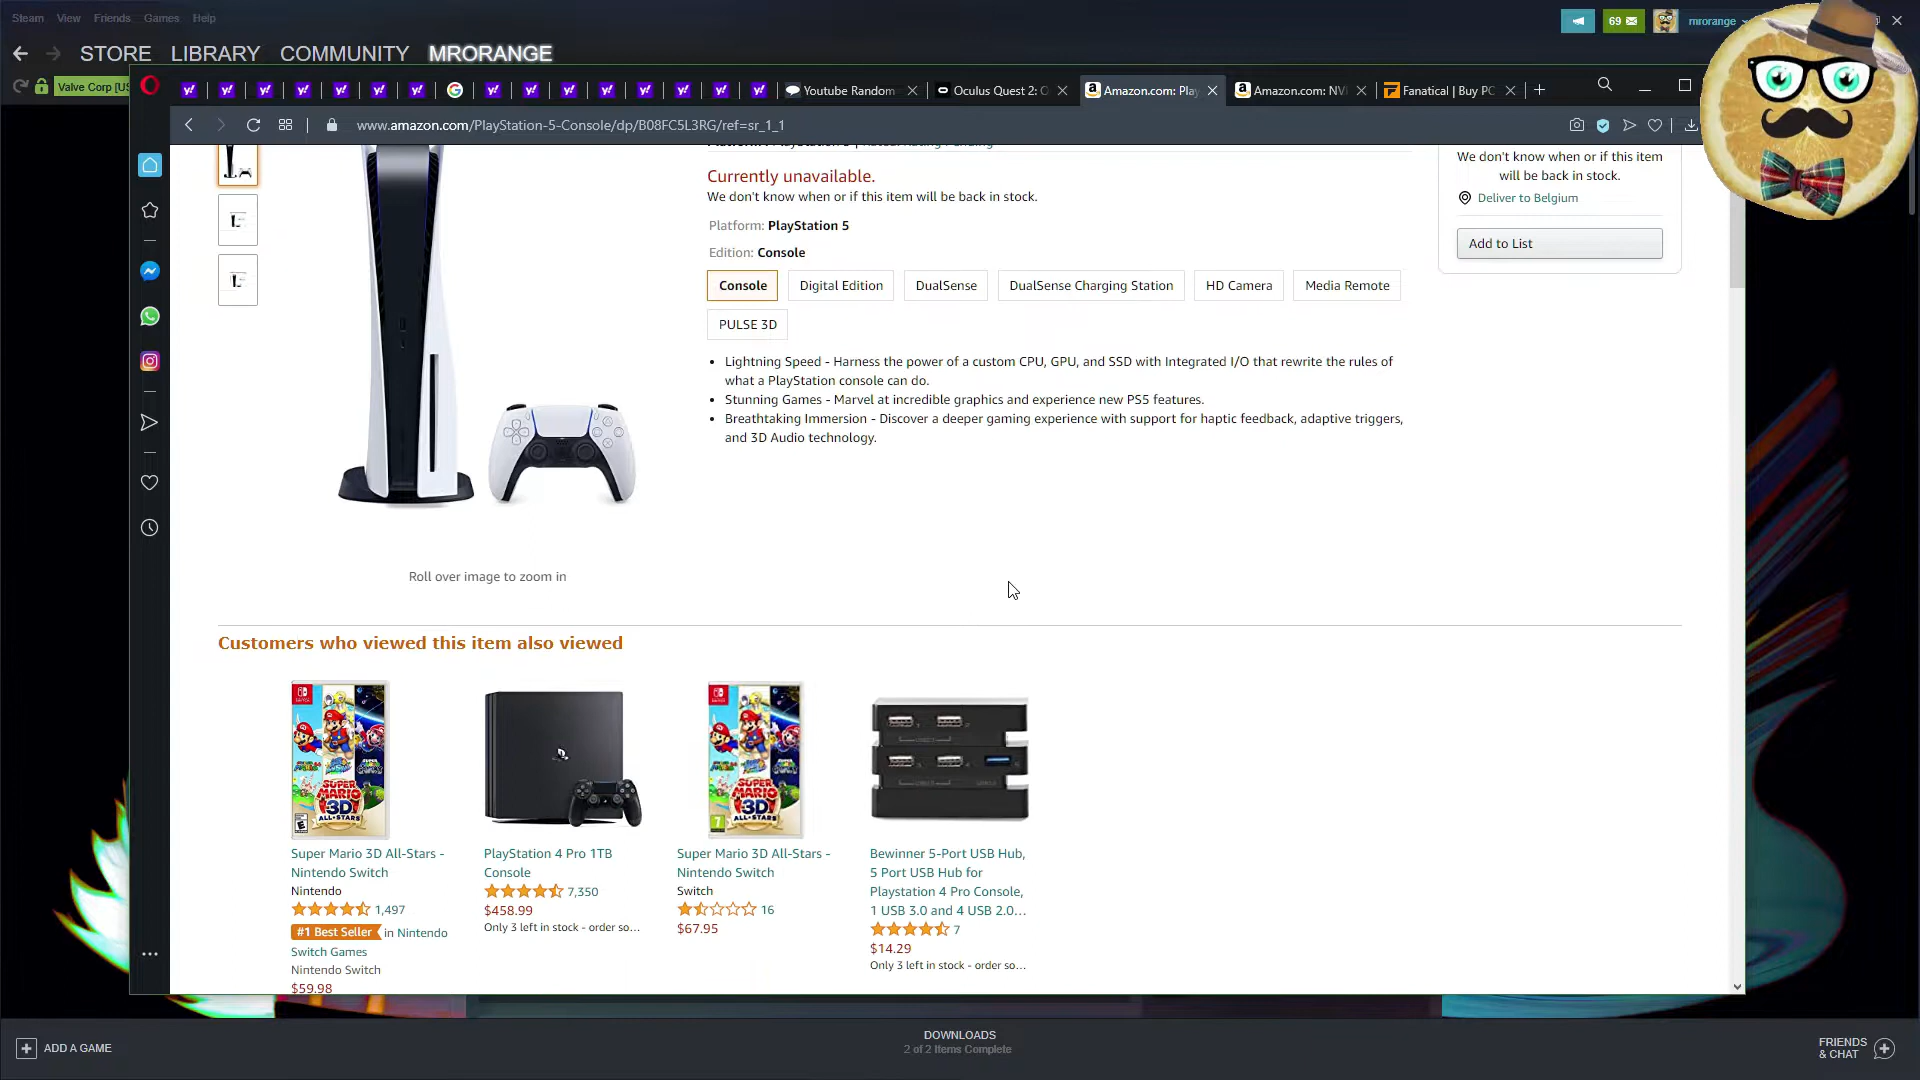 Steam View Friends Games Help
69 mrorange
STORE LIBRARY COMMUNITY MRORANGE
Valve Corp [US
Youtube Random
Oculus Quest 2: O
Amazon.com: Play
Amazon.com: NVI
Fanatical | Buy PC
www.amazon.com/PlayStation-5-Console/dp/B08FC5L3RG/ref=sr_1_1
Currently unavailable.
We don't know when or if this item will be back in stock.
Platform: PlayStation 5
Edition: Console
Console
Digital Edition
DualSense
DualSense Charging Station
HD Camera
Media Remote
PULSE 3D
Lightning Speed - Harness the power of a custom CPU, GPU, and SSD with Integrated I/O that rewrite the rules of
what a PlayStation console can do.
Stunning Games - Marvel at incredible graphics and experience new PS5 features.
Breathtaking Immersion - Discover a deeper gaming experience with support for haptic feedback, adaptive triggers,
and 3D Audio technology.
We don't know when or if this item
will be back in stock.
Deliver to Belgium
Add to List
Roll over image to zoom in
Customers who viewed this item also viewed
SUPER
MARIO
3D
ALL★STARS
Super Mario 3D All-Stars -
Nintendo Switch
Nintendo
1,497
#1 Best Seller in Nintendo
Switch Games
Nintendo Switch
$59.98
PlayStation 4 Pro 1TB
Console
7,350
$458.99
Only 3 left in stock - order so…
SUPER
MARIO
3D
ALL★STARS
7
Super Mario 3D All-Stars -
Nintendo Switch
Switch
16
$67.95
Bewinner 5-Port USB Hub,
5 Port USB Hub for
Playstation 4 Pro Console,
1 USB 3.0 and 4 USB 2.0…
7
$14.29
Only 3 left in stock - order so…
ADD A GAME
DOWNLOADS
2 of 2 Items Complete
FRIENDS
& CHAT